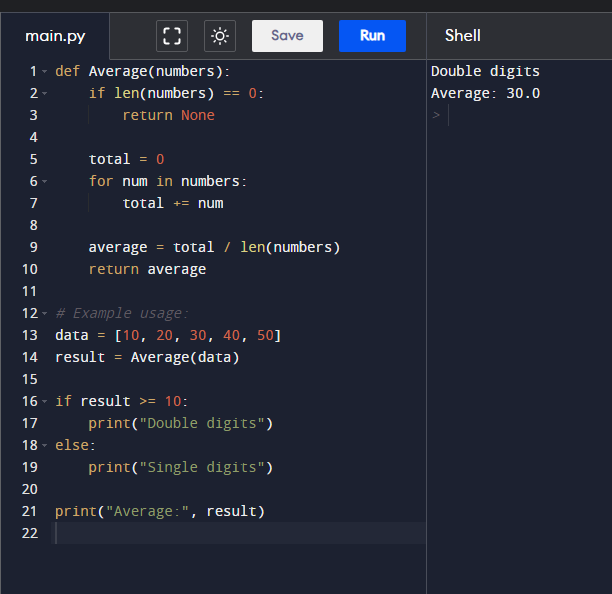 main.py Save Run Shell
1 def Average(numbers):
2     if len(numbers) == 0:
3         return None
4
5     total = 0
6     for num in numbers:
7         total += num
8
9     average = total / len(numbers)
10     return average
11
12 # Example usage:
13 data = [10, 20, 30, 40, 50]
14 result = Average(data)
15
16 if result >= 10:
17     print("Double digits")
18 else:
19     print("Single digits")
20
21 print("Average:", result)
22
Double digits
Average: 30.0
>